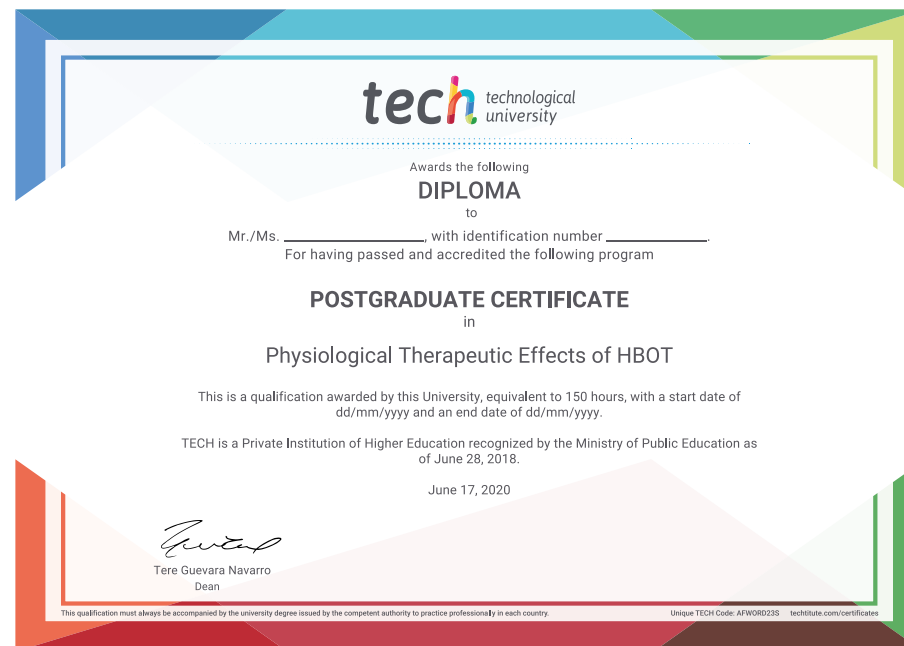 tech technological
university
Awards the following
DIPLOMA
to
Mr./Ms. ____________, with identification number ____________.
For having passed and accredited the following program
POSTGRADUATE CERTIFICATE
in
Physiological Therapeutic Effects of HBOT
This is a qualification awarded by this University, equivalent to 150 hours, with a start date of
dd/mm/yyyy and an end date of dd/mm/yyyy.
TECH is a Private Institution of Higher Education recognized by the Ministry of Public Education as
of June 28, 2018.
June 17, 2020
Tere Guevara Navarro
Dean
This qualification must always be accompanied by the university degree issued by the competent authority to practice professionally in each country. Unique TECH Code: AFWORD23S techtitute.com/certificates